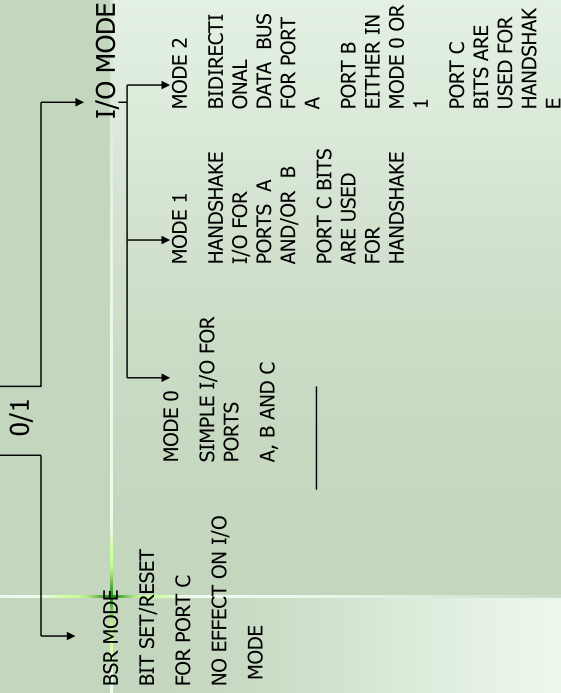 0/1
BSR MODE
BIT SET/RESET
FOR PORT C
NO EFFECT ON I/O
MODE
I/O MODE
MODE 0
SIMPLE I/O FOR
PORTS
A, B AND C
MODE 1
HANDSHAKE
I/O FOR
PORTS A
AND/OR B
PORT C BITS
ARE USED
FOR
HANDSHAKE
MODE 2
BIDIRECTI
ONAL
DATA BUS
FOR PORT
A
PORT B
EITHER IN
MODE 0 OR
1
PORT C
BITS ARE
USED FOR
HANDSHAK
E